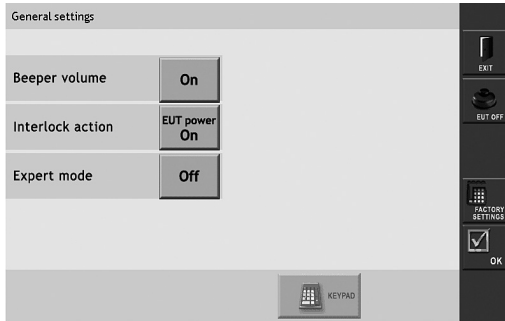 General settings
Beeper volume
On
Interlock action
EUT power
On
Expert mode
Off
EXIT
EUT OFF
FACTORY
SETTINGS
OK
KEYPAD